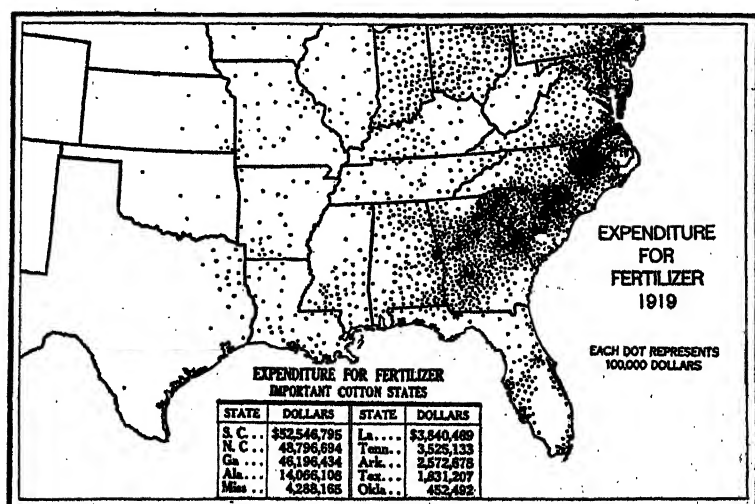 EXPENDITURE
FOR
FERTILIZER
1919
EACH DOT REPRESENTS
100,000 DOLLARS
EXPENDITURE FOR FERTILIZER
IMPORTANT COTTON STATES
STATE DOLLARS STATE DOLLARS
S. C... $52,546,795 La.... $3,840,469
N. C... 48,796,694 Tenn.. 3,525,133
Ga.... 46,196,434 Ark... 2,572,678
Ala... 14,066,108 Tex... 1,831,207
Miss.. 4,288,165 Okla.. 452,492